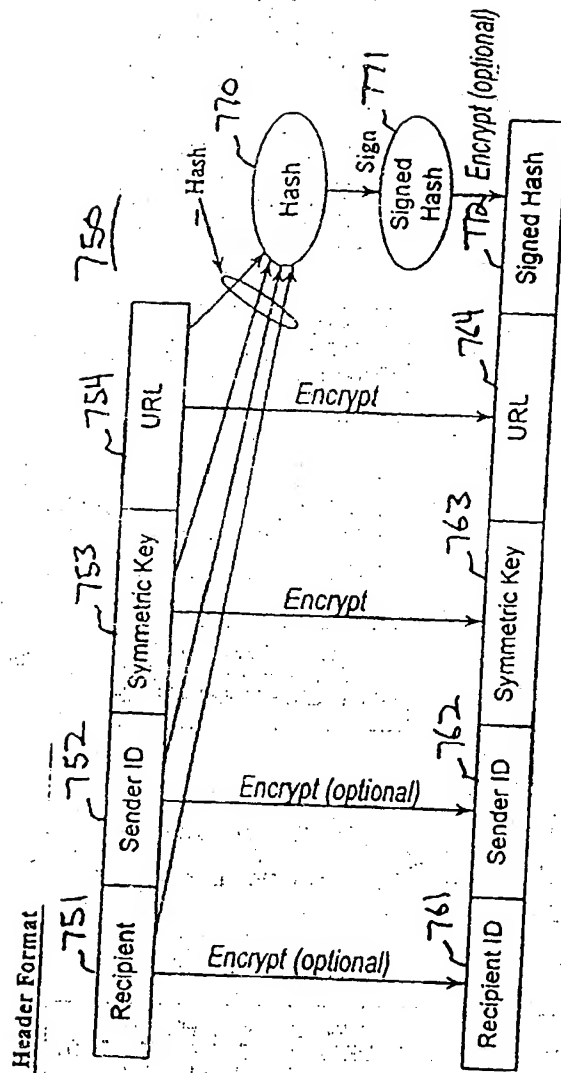 Header Format
750
751
752
753
754
Recipient
Sender ID
Symmetric Key
URL
Hash
770
Hash
Sign
771
Signed
Hash
Encrypt (optional)
Encrypt (optional)
Encrypt
Encrypt
Encrypt (optional)
761
762
763
764
772
Recipient ID
Sender ID
Symmetric Key
URL
Signed Hash